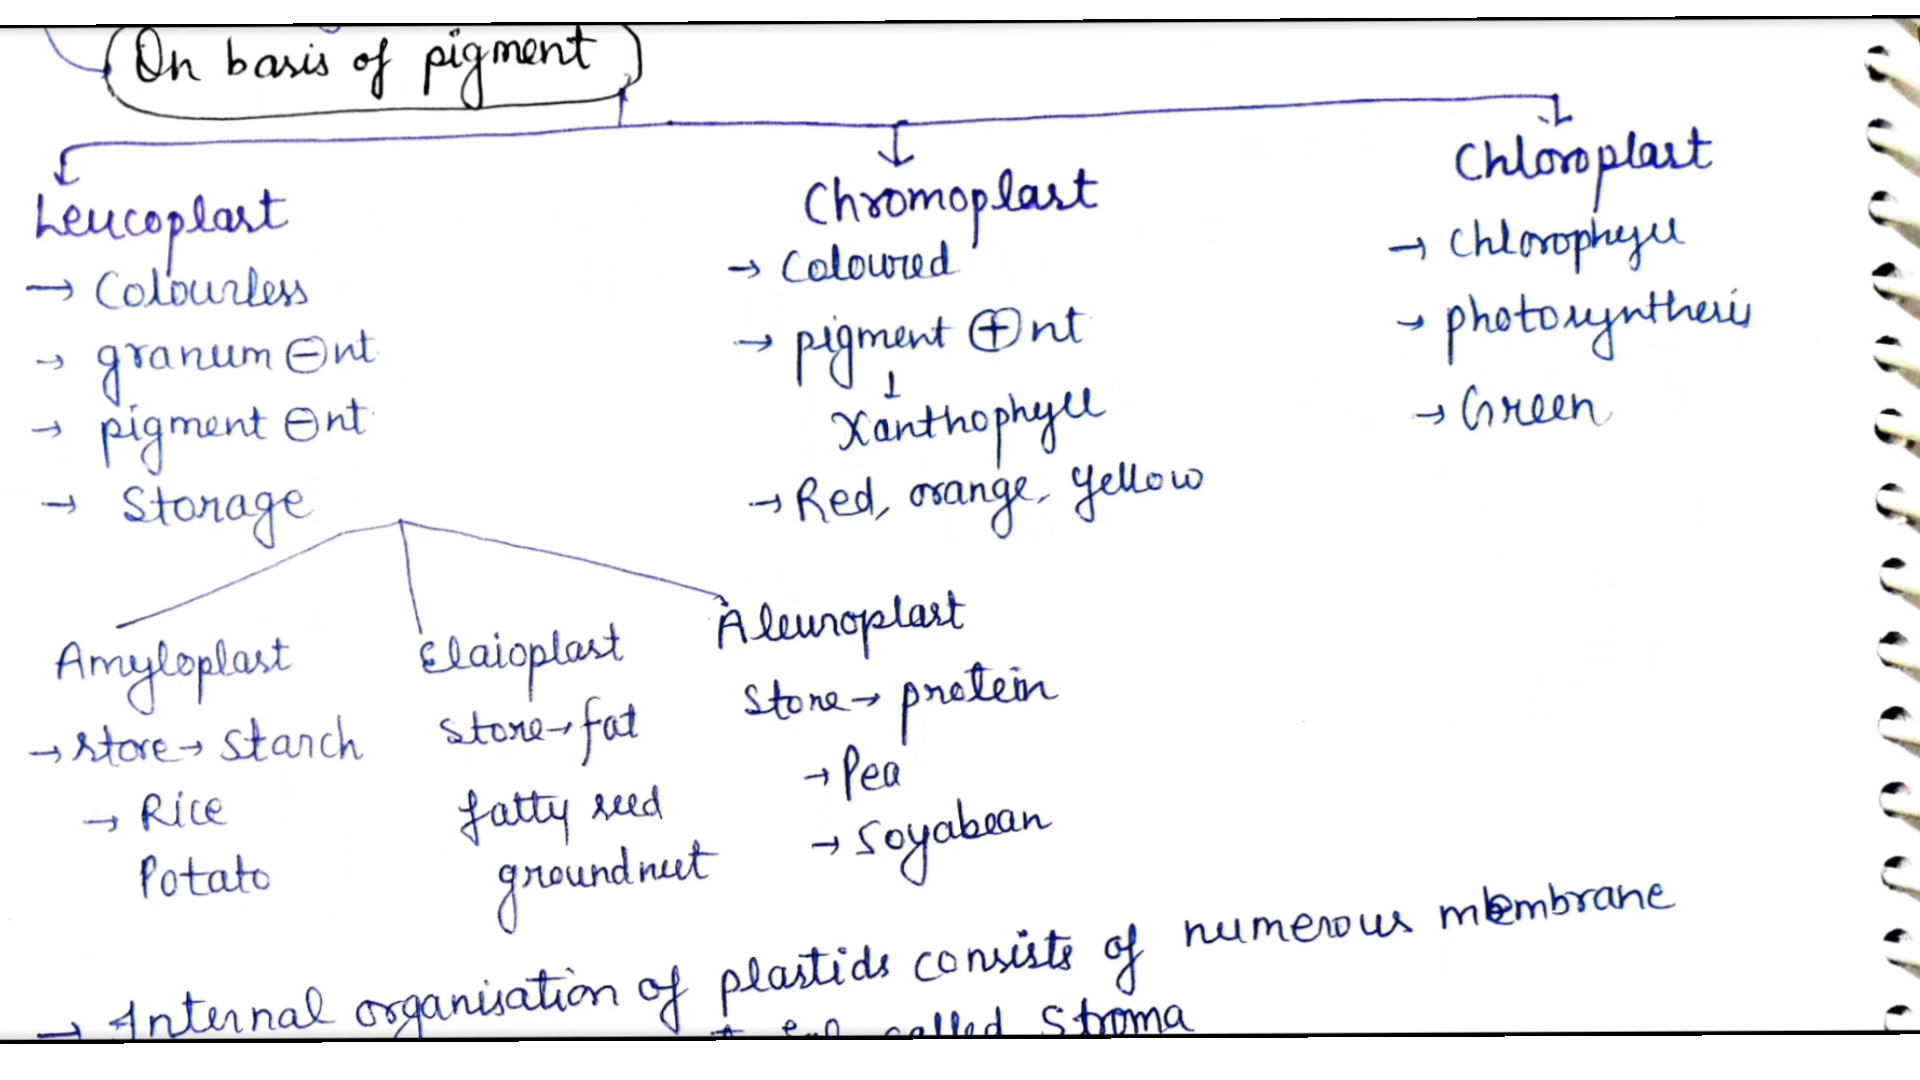 On basis of pigment
Leucoplast
→ Colourless
→ granum ⊖nt
→ pigment ⊖nt
→ Storage
Chromoplast
→ Coloured
→ pigment ⊕nt
↓
Xanthophyll
→ Red, orange, yellow
Chloroplast
→ Chlorophyll
→ photosynthesis
→ Green
Amyloplast
→ store → starch
→ Rice
Potato
Elaioplast
store → fat
fatty seed
groundnut
Aleuroplast
store → protein
→ Pea
→ Soyabean
→ Internal organisation of plastids consists of numerous membrane
called Stroma